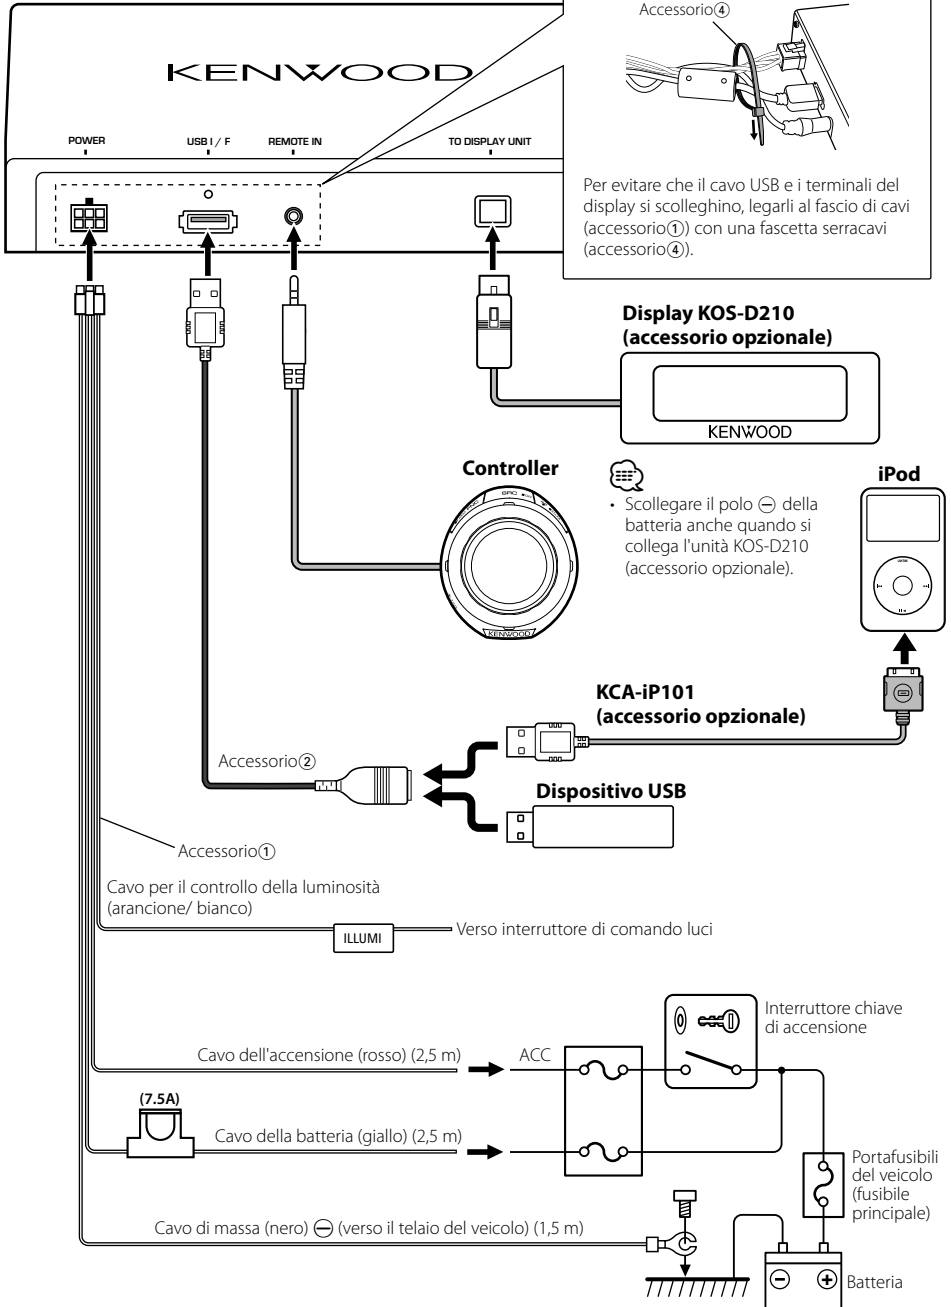 Accessorio④
KENWOOD
POWER
USB I / F
REMOTE IN
TO DISPLAY UNIT
Per evitare che il cavo USB e i terminali del
display si scolleghino, legarli al fascio di cavi
(accessorio①) con una fascetta serracavi
(accessorio④).
Display KOS-D210
(accessorio opzionale)
KENWOOD
Controller
SRC
KENWOOD
• Scollegare il polo ⊖ della
batteria anche quando si
collega l'unità KOS-D210
(accessorio opzionale).
iPod
MENU
KCA-iP101
(accessorio opzionale)
Accessorio②
Dispositivo USB
Accessorio①
Cavo per il controllo della luminosità
(arancione/ bianco)
ILLUMI
Verso interruttore di comando luci
Interruttore chiave
di accensione
Cavo dell'accensione (rosso) (2,5 m)
ACC
(7.5A)
Cavo della batteria (giallo) (2,5 m)
Portafusibili
del veicolo
(fusibile
principale)
Cavo di massa (nero) ⊖ (verso il telaio del veicolo) (1,5 m)
⊖ ⊕
Batteria